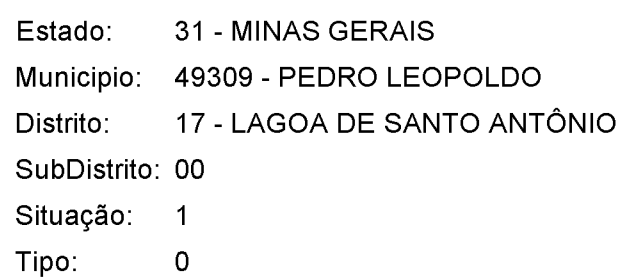 Estado: 31 - MINAS GERAIS
Municipio: 49309 - PEDRO LEOPOLDO
Distrito: 17 - LAGOA DE SANTO ANTÔNIO
SubDistrito: 00
Situação: 1
Tipo: 0